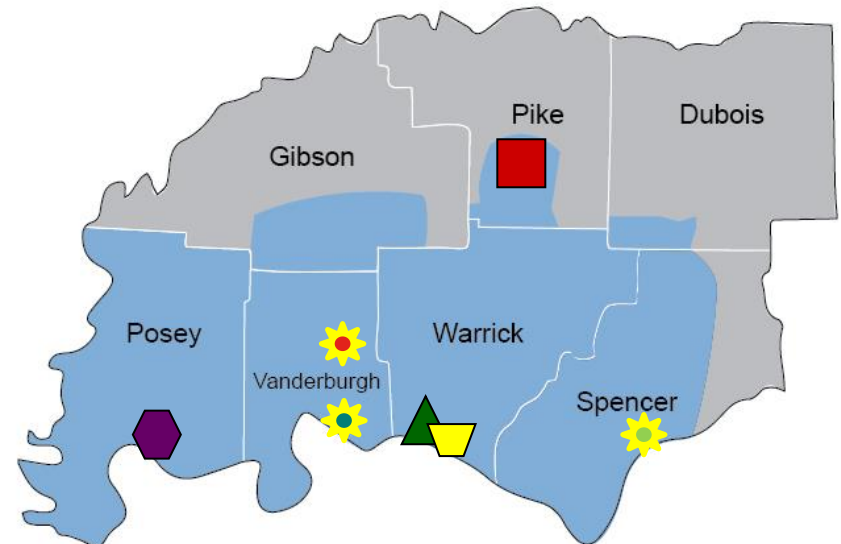 Pike
Dubois
Gibson
Posey
Warrick
Vanderburgh
Spencer